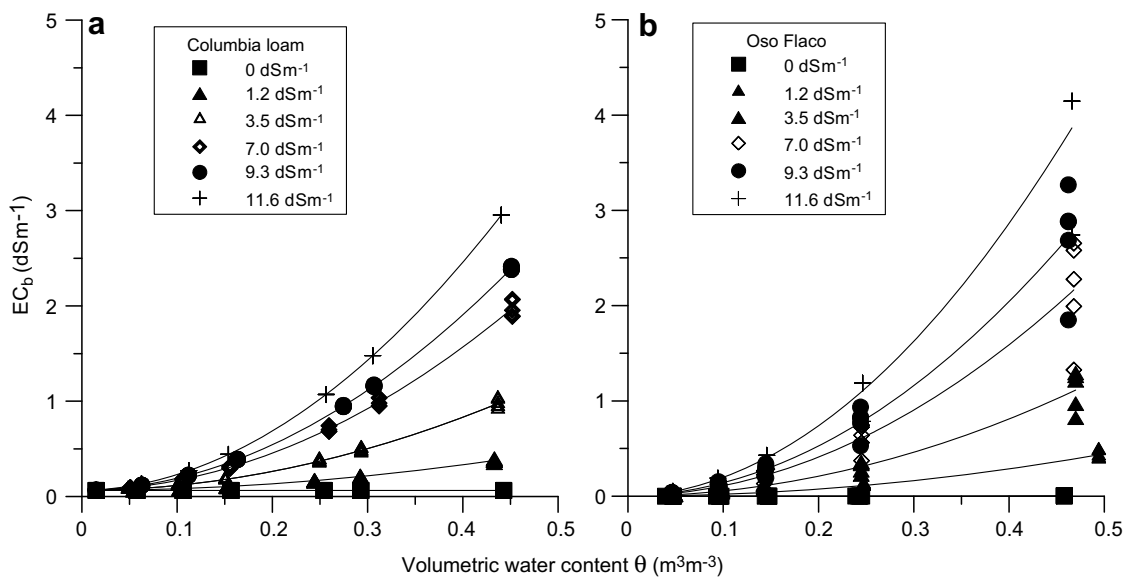 a
Columbia loam
0 dSm-1
1.2 dSm-1
3.5 dSm-1
7.0 dSm-1
9.3 dSm-1
11.6 dSm-1
5
4
3
2
1
0
0
0.1
0.2
0.3
0.4
0.5
ECb (dSm-1)
b
Oso Flaco
0 dSm-1
1.2 dSm-1
3.5 dSm-1
7.0 dSm-1
9.3 dSm-1
11.6 dSm-1
5
4
3
2
1
0
0
0.1
0.2
0.3
0.4
0.5
Volumetric water content θ (m3m-3)